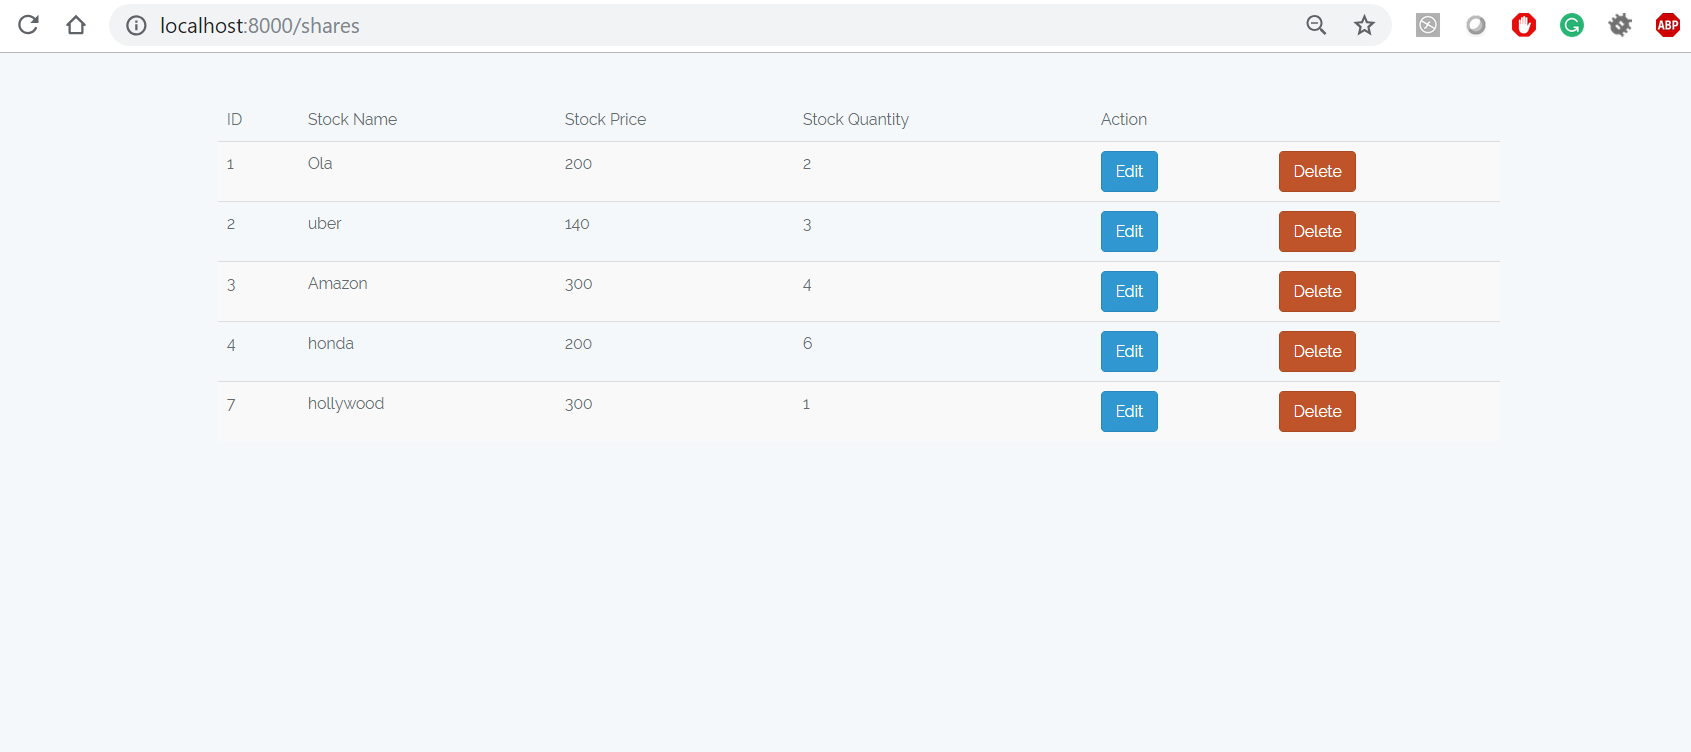 localhost:8000/shares
ABP
ID Stock Name Stock Price Stock Quantity Action
1 Ola 200 2 Edit Delete
2 uber 140 3 Edit Delete
3 Amazon 300 4 Edit Delete
4 honda 200 6 Edit Delete
7 hollywood 300 1 Edit Delete